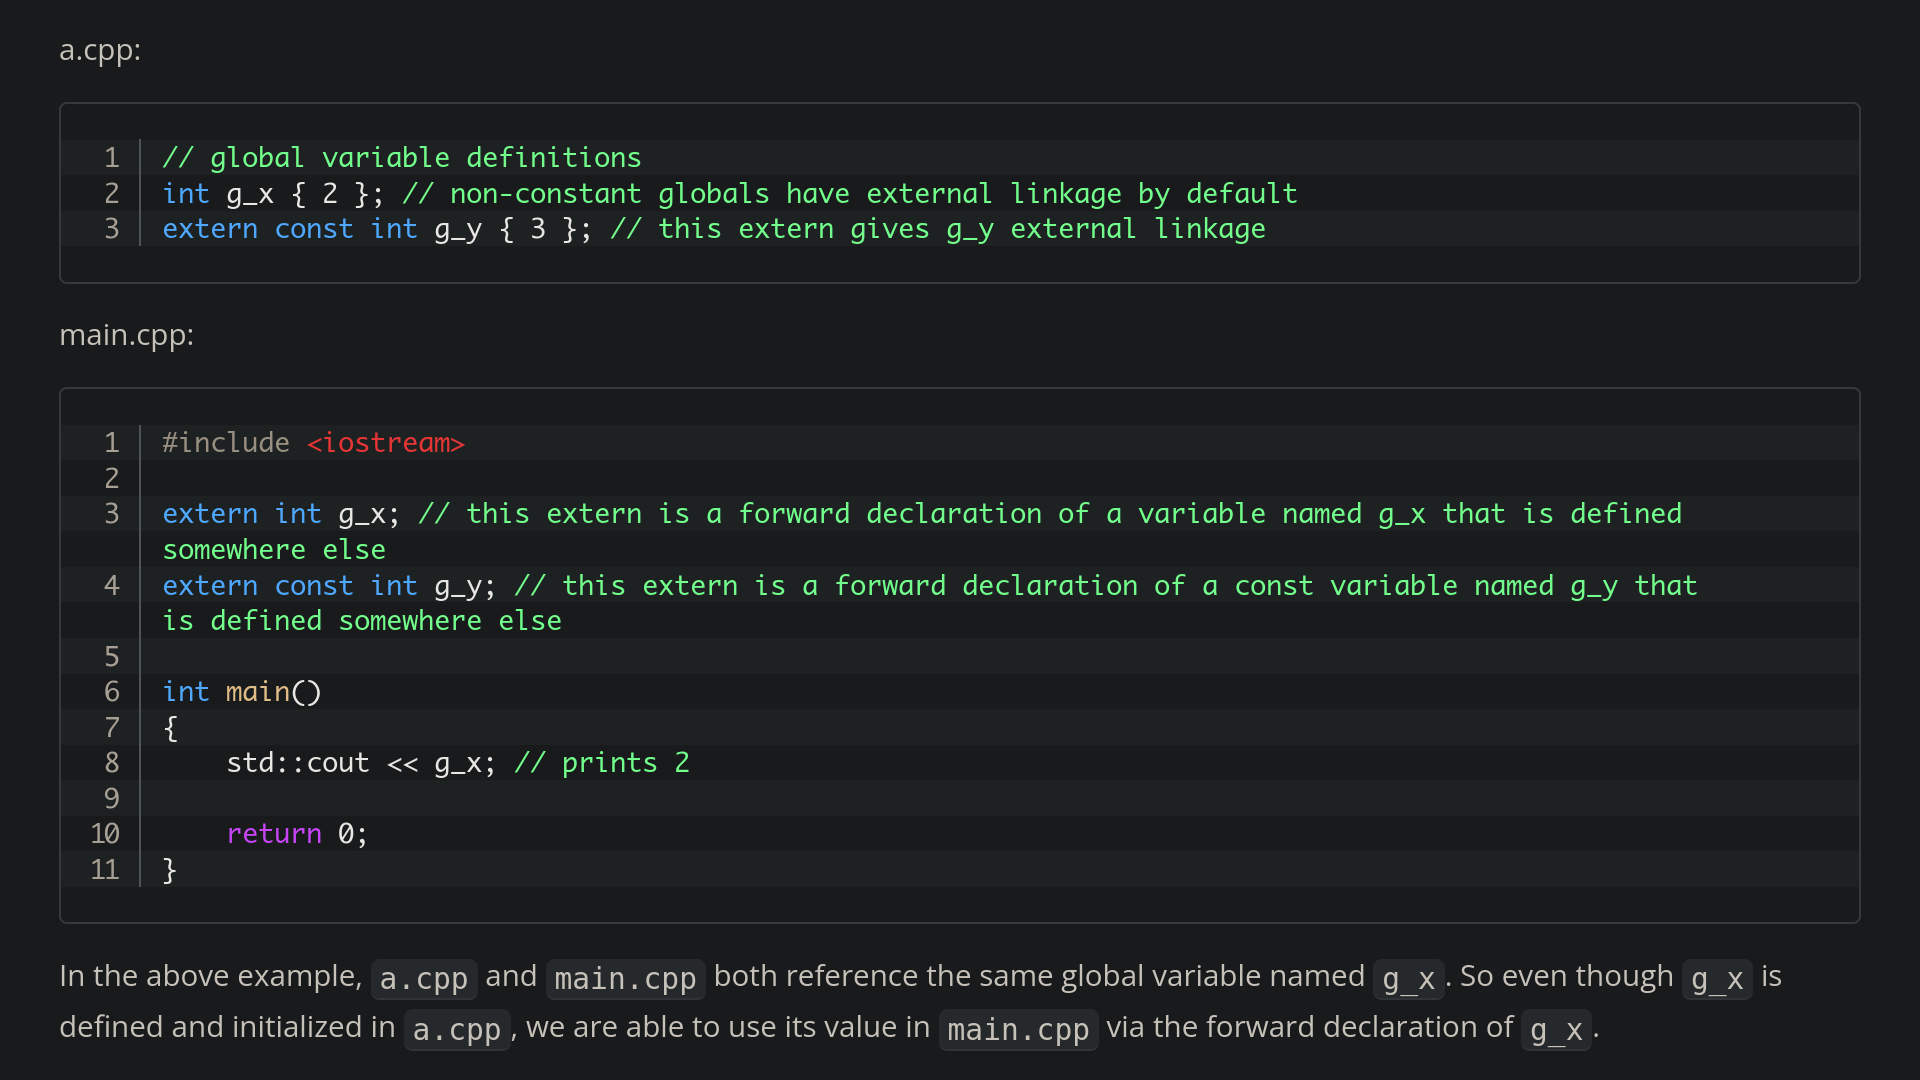 a.cpp:
1 // global variable definitions
2 int g_x { 2 }; // non-constant globals have external linkage by default
3 extern const int g_y { 3 }; // this extern gives g_y external linkage
main.cpp:
1 #include <iostream>
2
3 extern int g_x; // this extern is a forward declaration of a variable named g_x that is defined
somewhere else
4 extern const int g_y; // this extern is a forward declaration of a const variable named g_y that
is defined somewhere else
5
6 int main()
7 {
8     std::cout << g_x; // prints 2
9
10     return 0;
11 }
In the above example, a.cpp and main.cpp both reference the same global variable named g_x. So even though g_x is
defined and initialized in a.cpp, we are able to use its value in main.cpp via the forward declaration of g_x.